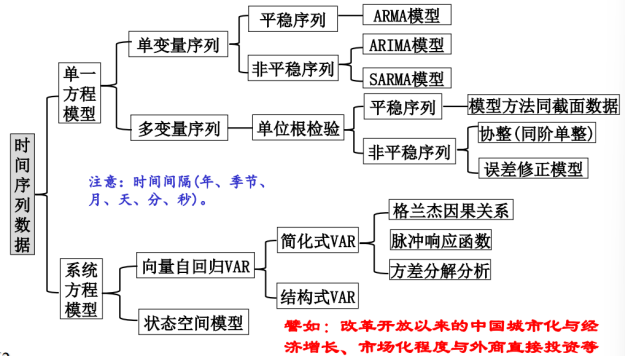 时间序列数据
单一方程模型
单变量序列
平稳序列
ARMA模型
非平稳序列
ARIMA模型
SARMA模型
多变量序列
单位根检验
平稳序列
模型方法同截面数据
非平稳序列
协整(同阶单整)
误差修正模型
注意：时间间隔(年、季节、
月、天、分、秒)。
系统方程模型
向量自回归VAR
简化式VAR
格兰杰因果关系
脉冲响应函数
方差分解分析
结构式VAR
状态空间模型
譬如：改革开放以来的中国城市化与经
济增长、市场化程度与外商直接投资等